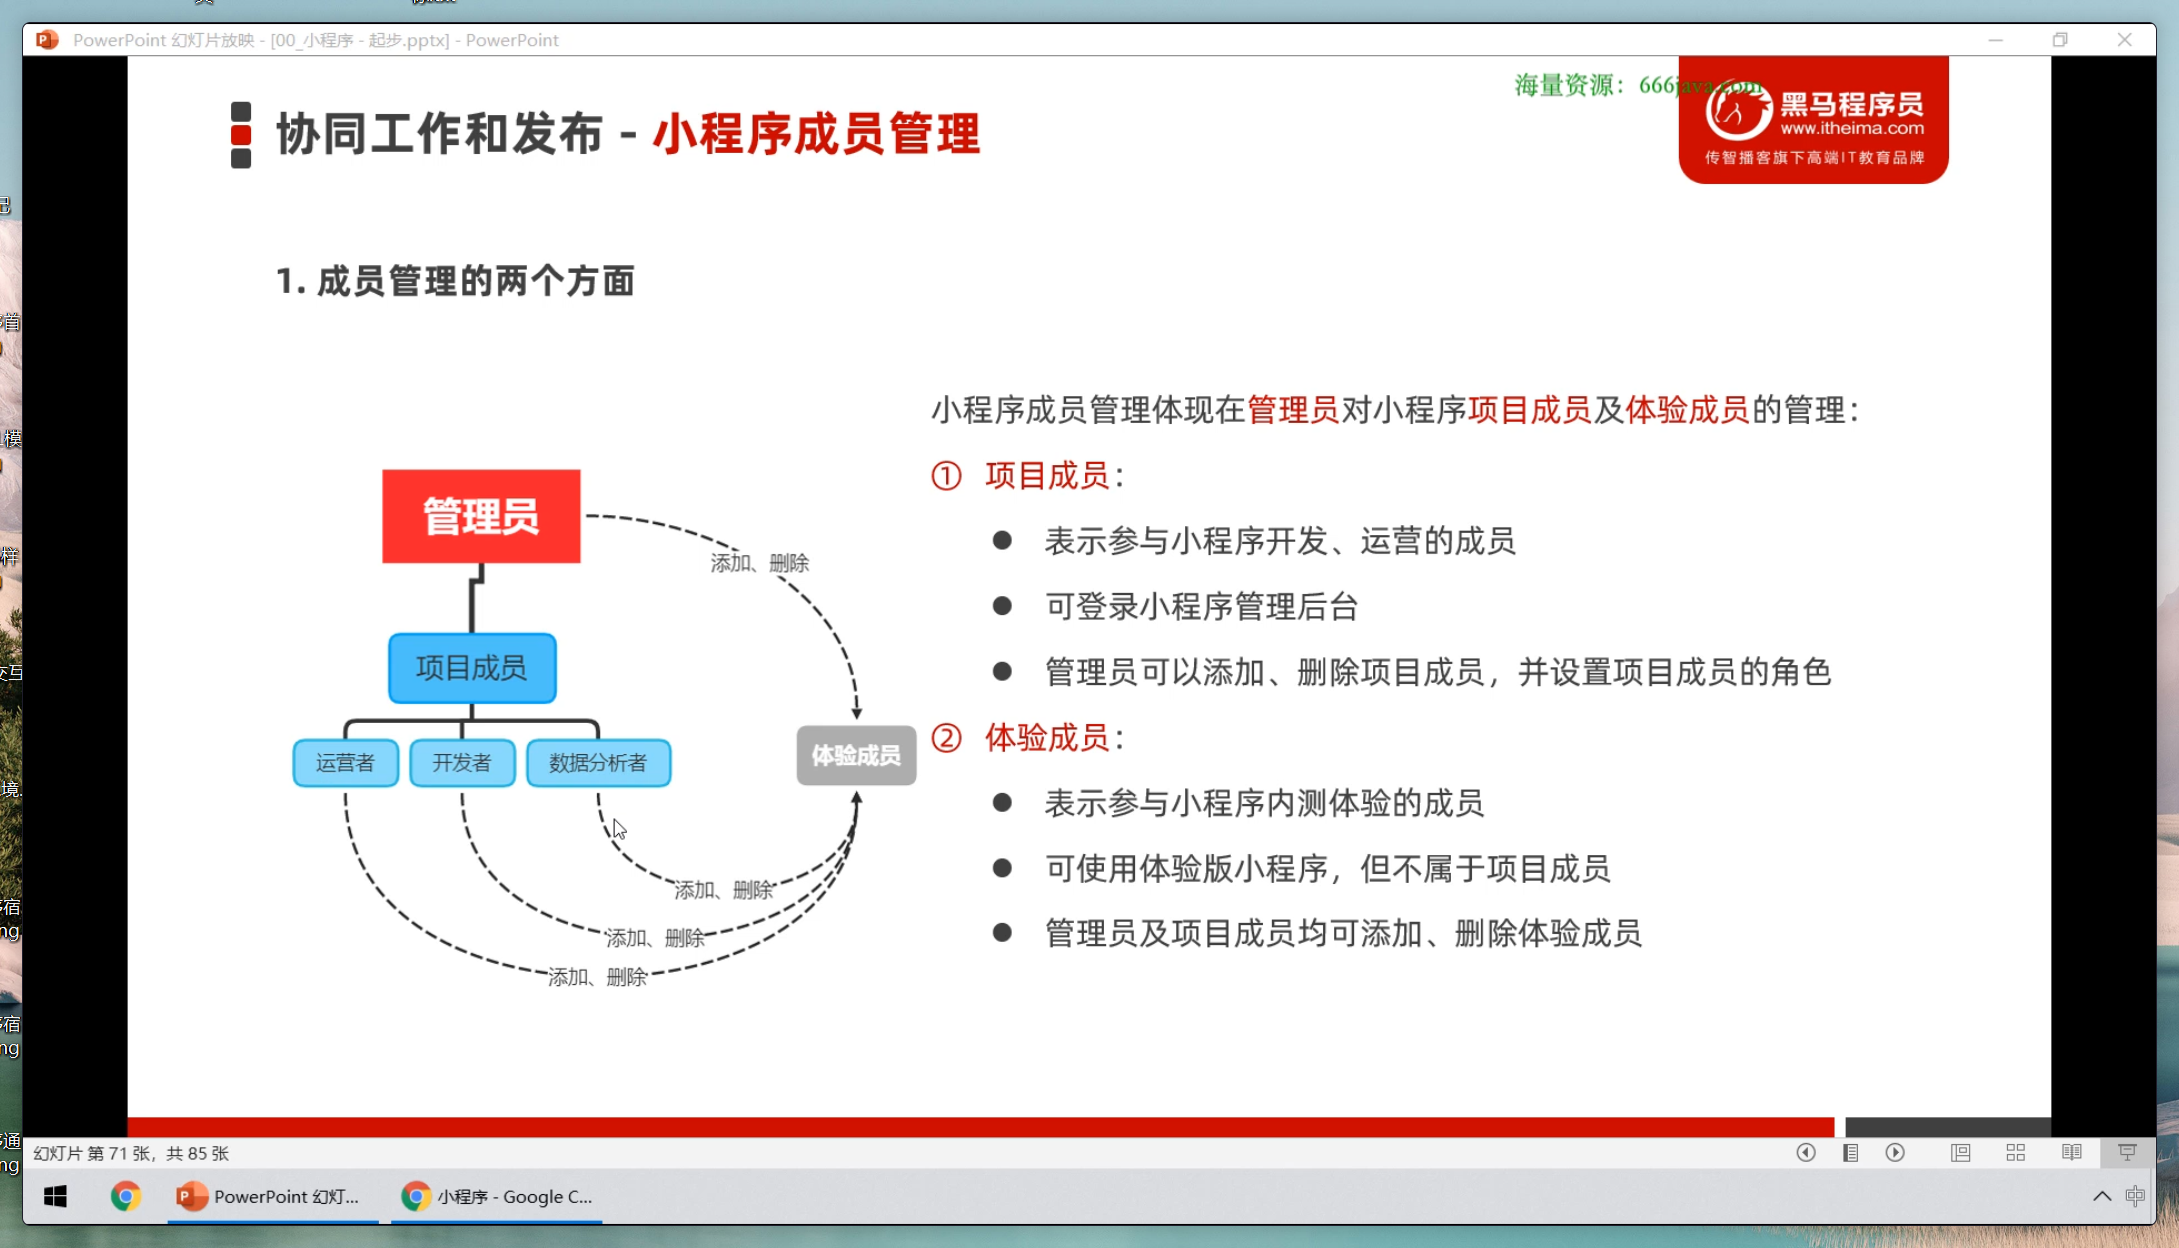 PowerPoint 幻灯片放映 - [00_小程序 - 起步.pptx] - PowerPoint
海量资源：666java.com
黑马程序员
www.itheima.com
传智播客旗下高端IT教育品牌
协同工作和发布 - 小程序成员管理
1. 成员管理的两个方面
管理员
添加、删除
项目成员
运营者
开发者
数据分析者
体验成员
添加、删除
添加、删除
添加、删除
小程序成员管理体现在管理员对小程序项目成员及体验成员的管理：
① 项目成员：
● 表示参与小程序开发、运营的成员
● 可登录小程序管理后台
● 管理员可以添加、删除项目成员，并设置项目成员的角色
② 体验成员：
● 表示参与小程序内测体验的成员
● 可使用体验版小程序，但不属于项目成员
● 管理员及项目成员均可添加、删除体验成员
幻灯片 第 71 张，共 85 张
PowerPoint 幻灯...
小程序 - Google C...
中